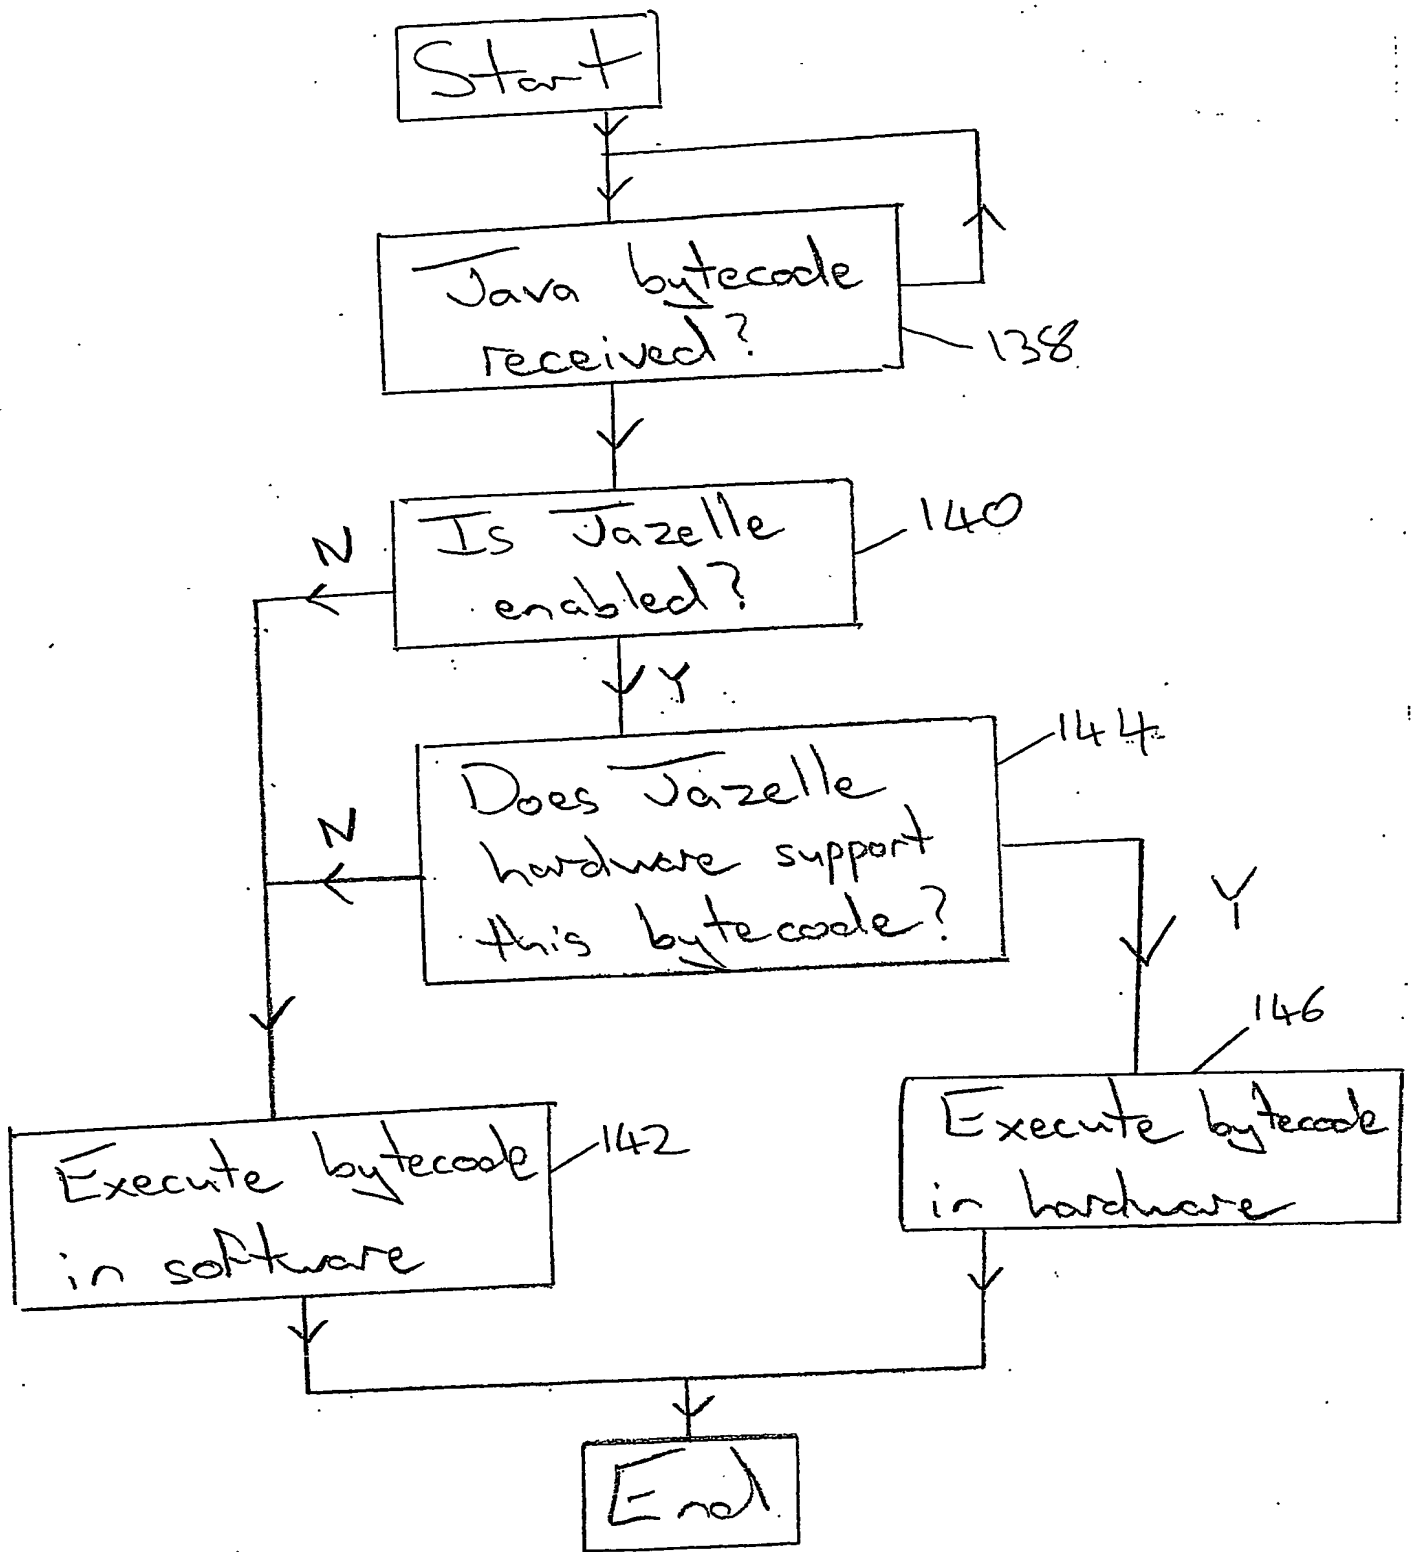 Start
Java bytecode
received?
138
Is Jazelle
enabled?
140
N
Y
Does Jazelle
hardware support
this bytecode?
144
N
Y
146
Execute bytecode
in software
142
Execute bytecode
in hardware
End